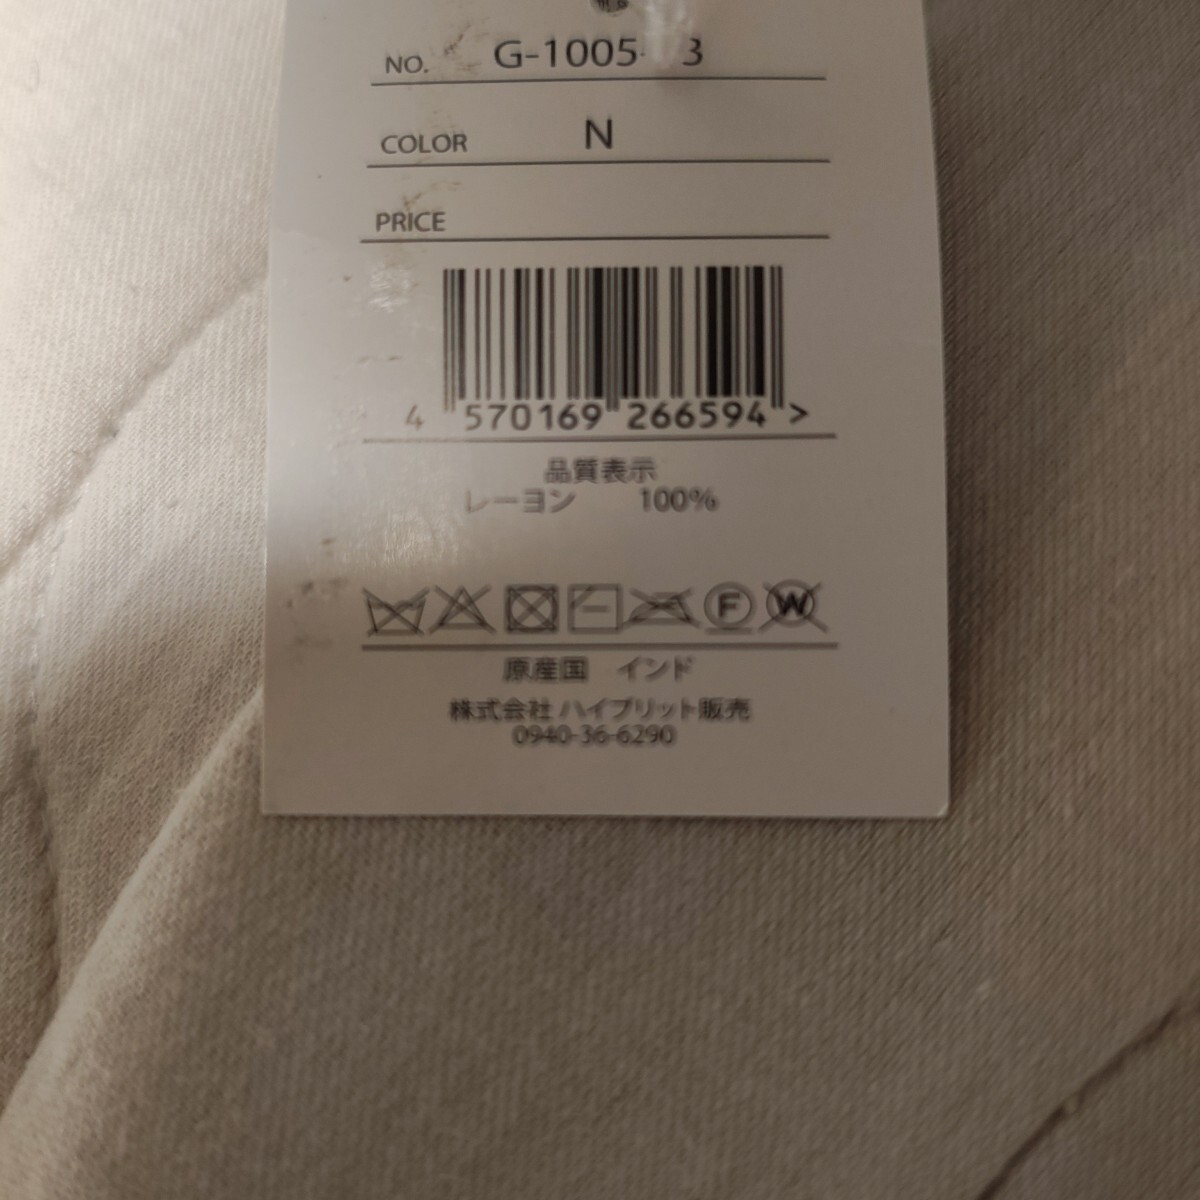 NO. G-1005- 3
COLOR N
PRICE
4 570169 266594 >
品質表示
レーヨン 100%
F W
原産国 インド
株式会社 ハイブリット販売
0940-36-6290